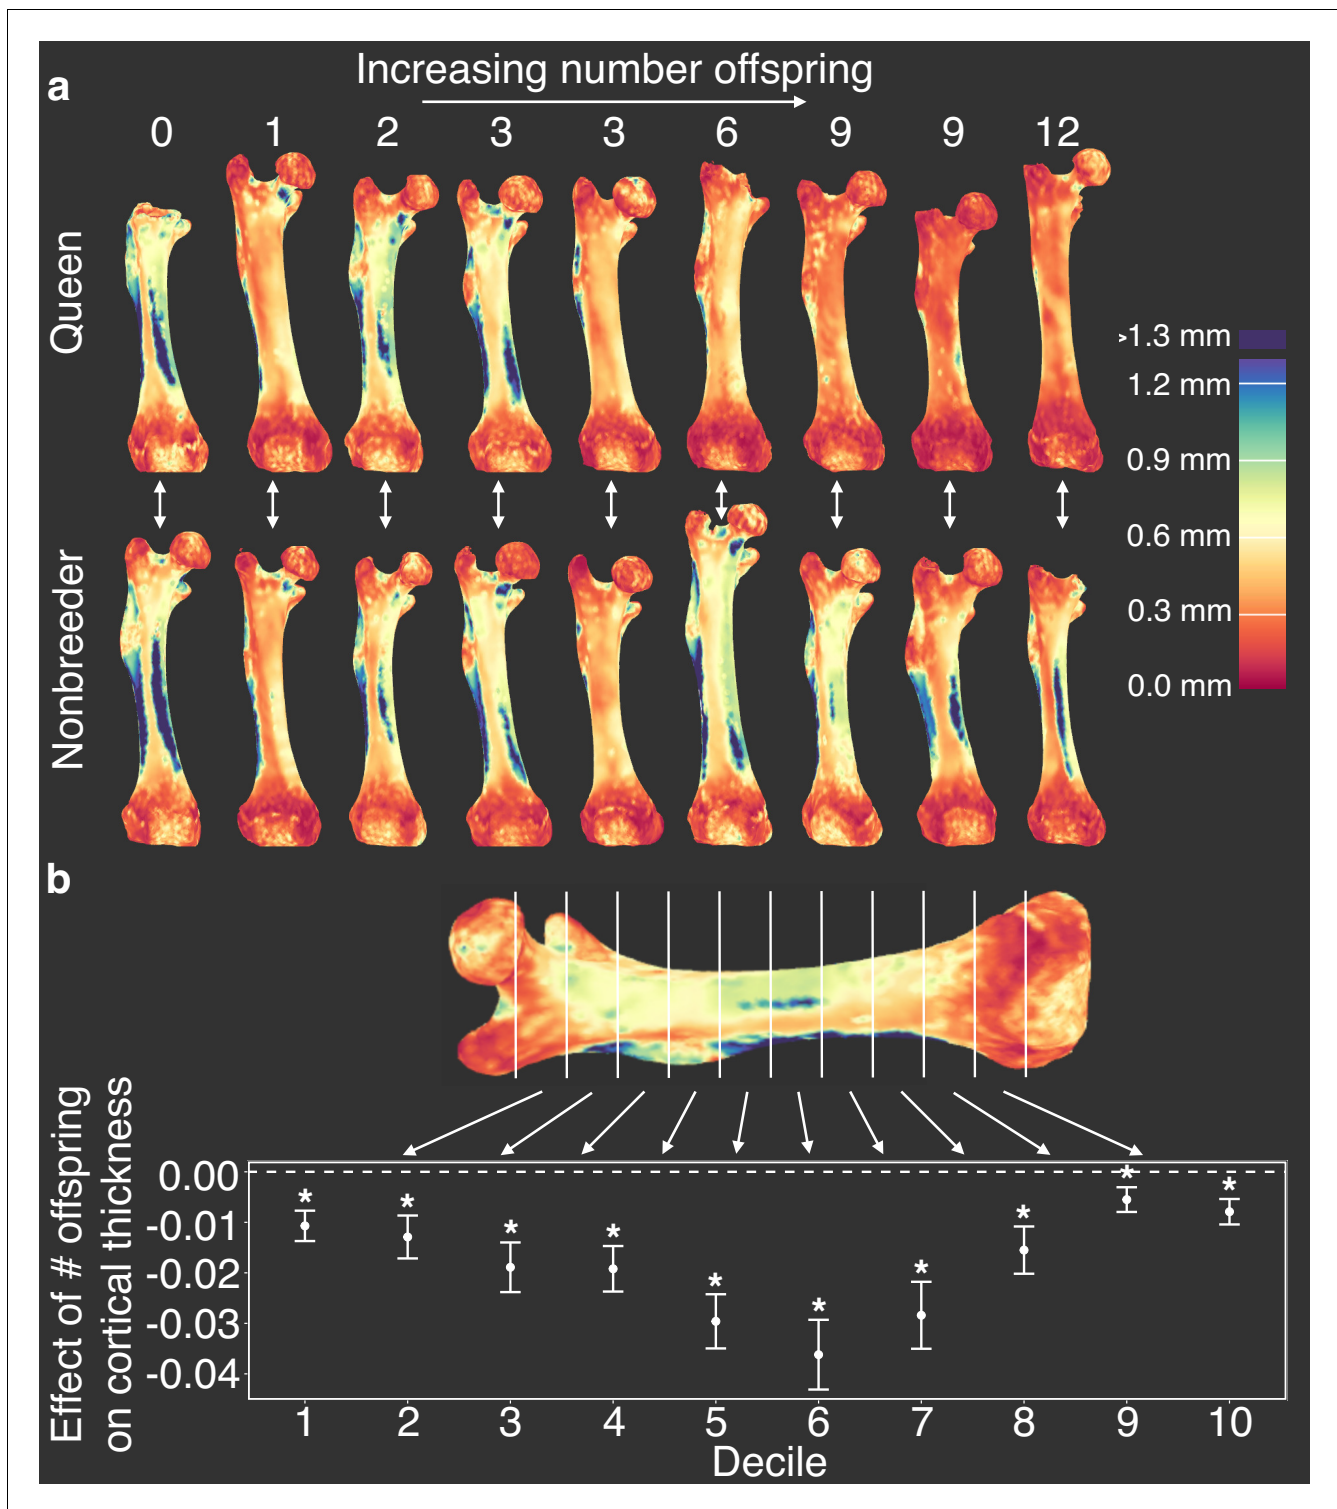 a
Increasing number offspring
0 1 2 3 3 6 9 9 12
Queen
Nonbreeder
>1.3 mm
1.2 mm
0.9 mm
0.6 mm
0.3 mm
0.0 mm
b
Effect of # offspring
on cortical thickness
0.00
-0.01
-0.02
-0.03
-0.04
* * * * * * * * * *
1 2 3 4 5 6 7 8 9 10
Decile